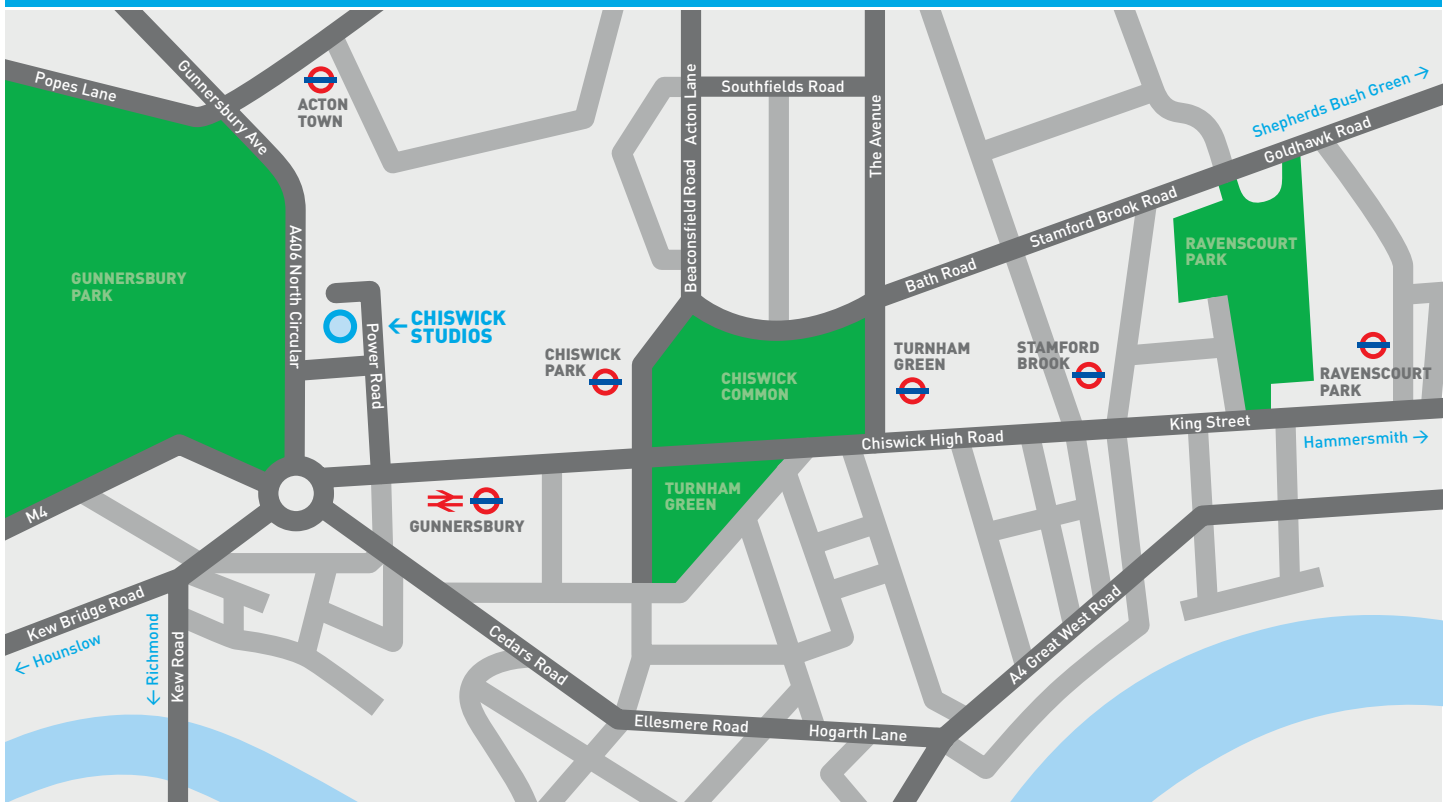 Popes Lane
Gunnersbury Ave
ACTON
TOWN
Beaconsfield Road
Acton Lane
Southfields Road
The Avenue
Shepherds Bush Green →
Goldhawk Road
Stamford Brook Road
Bath Road
RAVENSCOURT
PARK
GUNNERSBURY
PARK
A406 North Circular
Power Road
← CHISWICK
STUDIOS
CHISWICK
PARK
CHISWICK
COMMON
TURNHAM
GREEN
STAMFORD
BROOK
RAVENSCOURT
PARK
Chiswick High Road
King Street
Hammersmith →
TURNHAM
GREEN
GUNNERSBURY
M4
Kew Bridge Road
← Hounslow
← Richmond
Kew Road
Cedars Road
Ellesmere Road
Hogarth Lane
A4 Great West Road